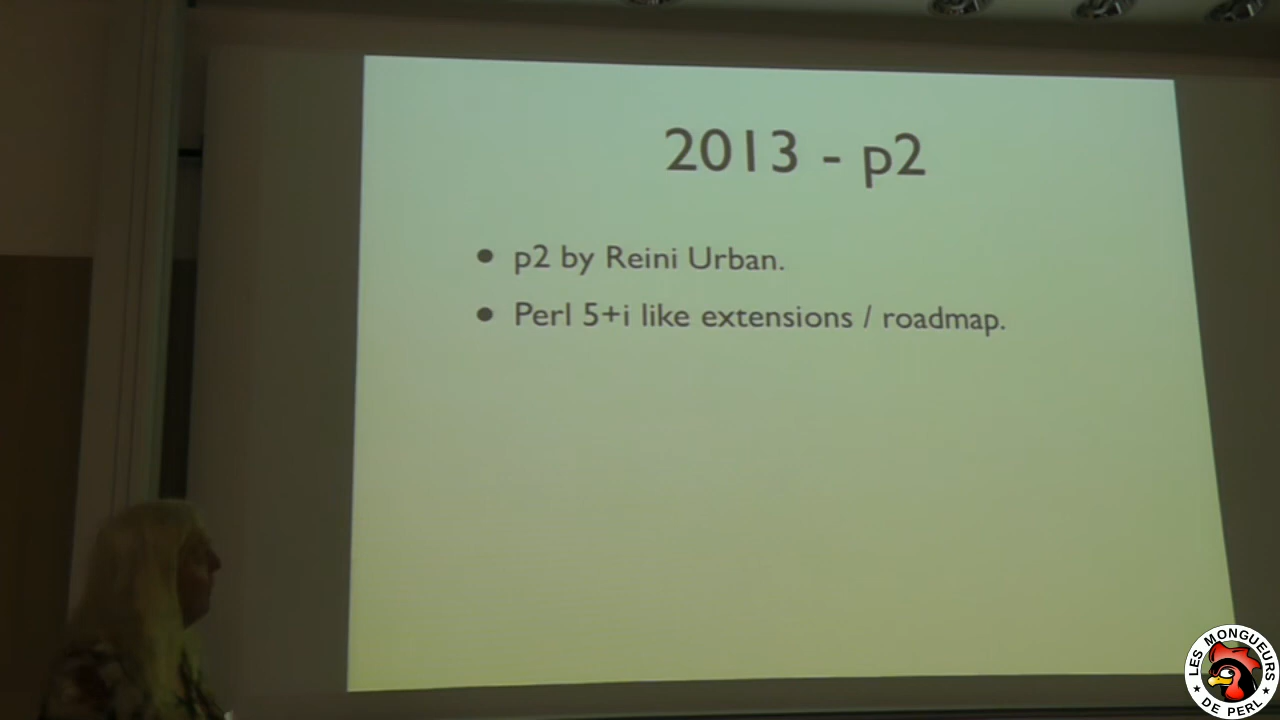 2013 - p2
• p2 by Reini Urban.
• Perl 5+i like extensions / roadmap.
LES MONGUEURS
★ DE PERL ★